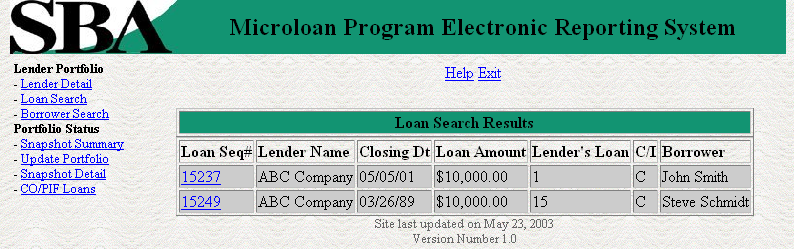 SBA
Microloan Program Electronic Reporting System
Lender Portfolio
- Lender Detail
- Loan Search
- Borrower Search
Portfolio Status
- Snapshot Summary
- Update Portfolio
- Snapshot Detail
- CO/PIF Loans
Help Exit
Loan Search Results
Loan Seq# Lender Name Closing Dt Loan Amount Lender's Loan C/I Borrower
15237 ABC Company 05/05/01 $10,000.00 1 C John Smith
15249 ABC Company 03/26/89 $10,000.00 15 C Steve Schmidt
Site last updated on May 23, 2003
Version Number 1.0